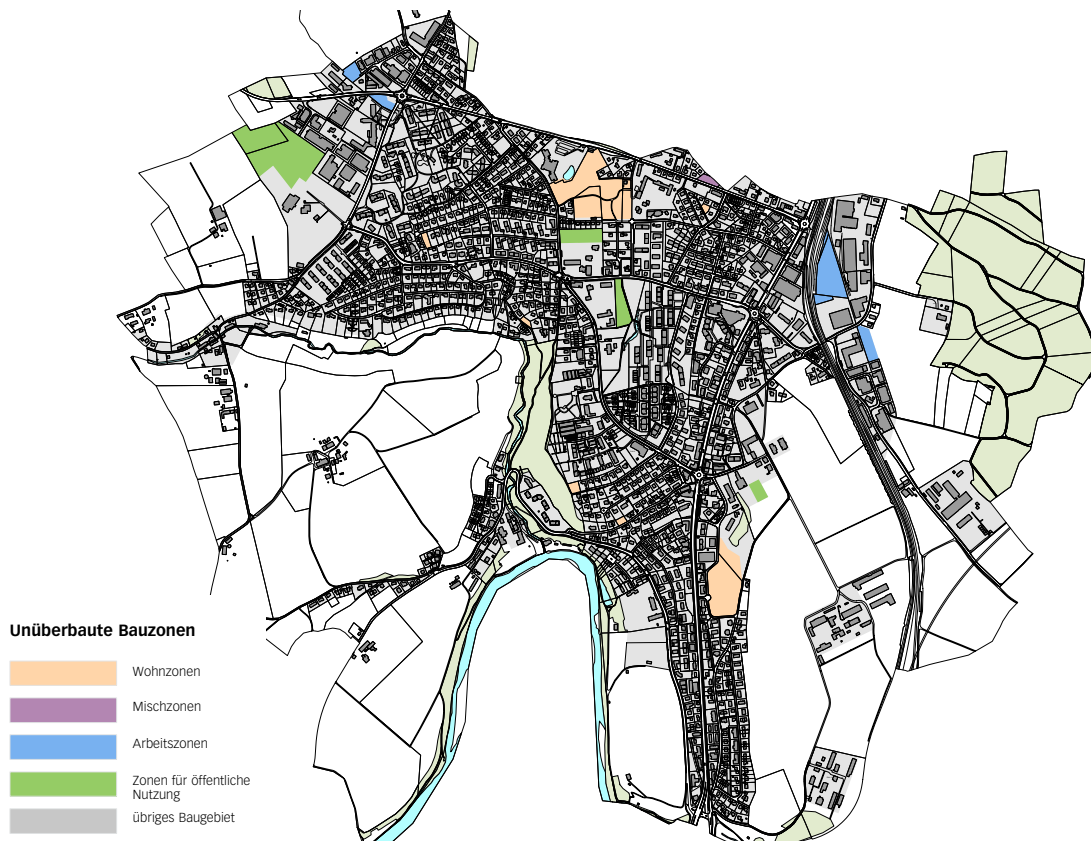 Unüberbaute Bauzonen
Wohnzonen
Mischzonen
Arbeitszonen
Zonen für öffentliche
Nutzung
übriges Baugebiet